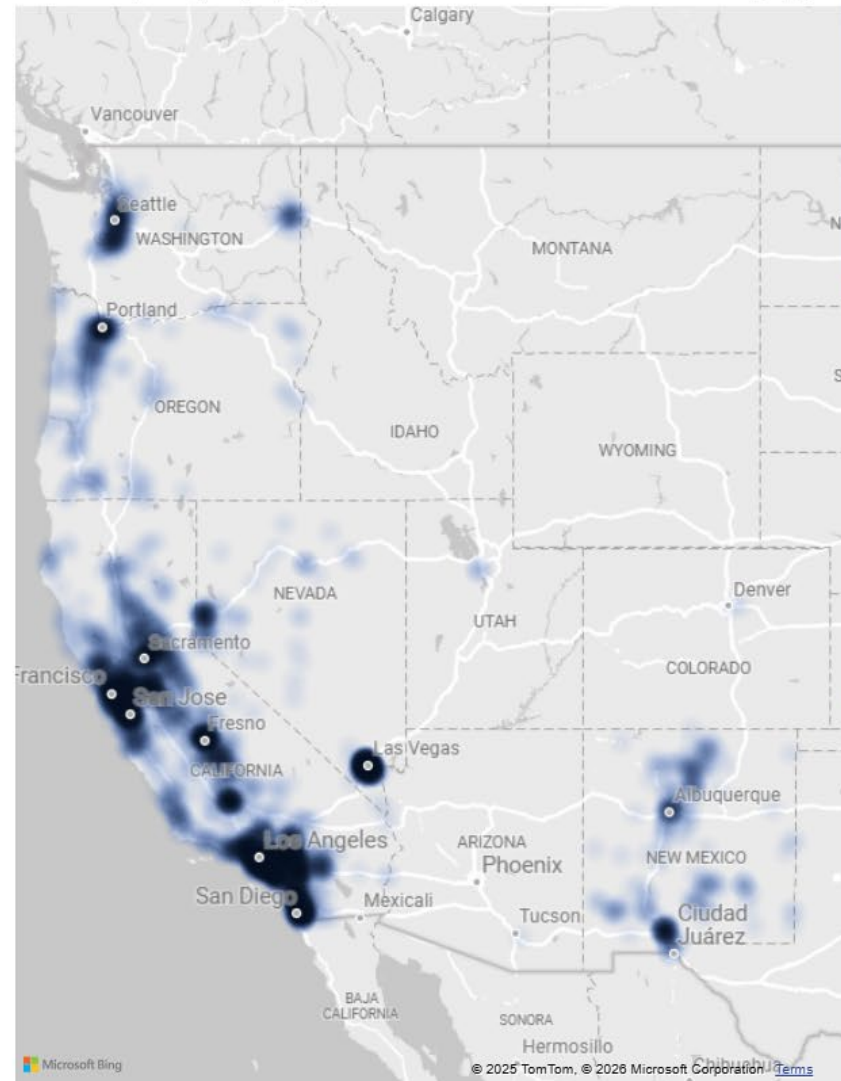 Calgary
Vancouver
Seattle
WASHINGTON
MONTANA
N
Portland
S
OREGON
IDAHO
WYOMING
Denver
NEVADA
UTAH
Sacramento
COLORADO
Francisco
San Jose
Fresno
Las Vegas
CALIFORNIA
Albuquerque
Los Angeles
ARIZONA
Phoenix
NEW MEXICO
San Diego
Mexicali
Tucson
Ciudad
Juárez
BAJA
CALIFORNIA
SONORA
Hermosillo
Chihuahua
Microsoft Bing
© 2025 TomTom, © 2026 Microsoft Corporation Terms